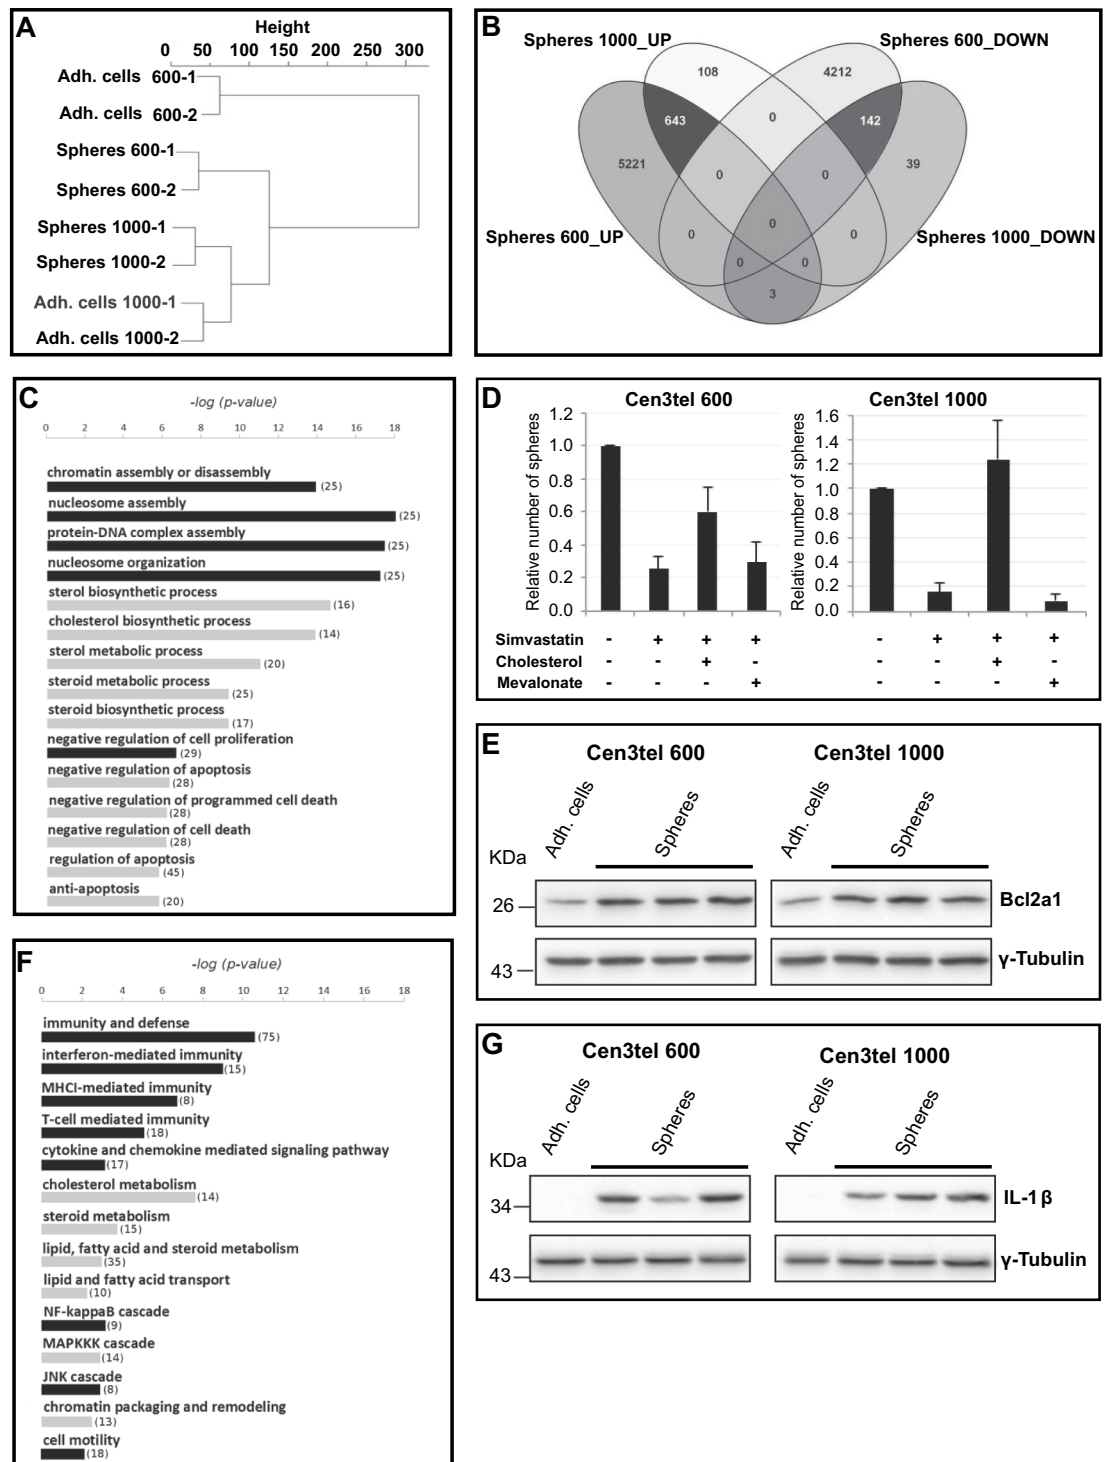 A
Height
0 50 100 150 200 250 300
Adh. cells 600-1
Adh. cells 600-2
Spheres 600-1
Spheres 600-2
Spheres 1000-1
Spheres 1000-2
Adh. cells 1000-1
Adh. cells 1000-2
B
Spheres 1000_UP
Spheres 600_DOWN
108
4212
643
0
142
5221
0
0
39
Spheres 600_UP
0
0
0
Spheres 1000_DOWN
0
0
3
C
-log (p-value)
0 2 4 6 8 10 12 14 16 18
chromatin assembly or disassembly
(25)
nucleosome assembly
(25)
protein-DNA complex assembly
(25)
nucleosome organization
(25)
sterol biosynthetic process
(16)
cholesterol biosynthetic process
(14)
sterol metabolic process
(20)
steroid metabolic process
(25)
steroid biosynthetic process
(17)
negative regulation of cell proliferation
(29)
negative regulation of apoptosis
(28)
negative regulation of programmed cell death
(28)
negative regulation of cell death
(28)
regulation of apoptosis
(45)
anti-apoptosis
(20)
D
Cen3tel 600
Relative number of spheres
1.2
1.0
0.8
0.6
0.4
0.2
0.0
Cen3tel 1000
Relative number of spheres
1.6
1.4
1.2
1.0
0.8
0.6
0.4
0.2
0.0
Simvastatin - + + + - + + +
Cholesterol - - + - - - + -
Mevalonate - - - + - - - +
E
Cen3tel 600
Cen3tel 1000
Adh. cells
Spheres
Adh. cells
Spheres
KDa
26
Bcl2a1
43
γ-Tubulin
F
-log (p-value)
0 2 4 6 8 10 12 14 16 18
immunity and defense
(75)
interferon-mediated immunity
(15)
MHCI-mediated immunity
(8)
T-cell mediated immunity
(18)
cytokine and chemokine mediated signaling pathway
(17)
cholesterol metabolism
(14)
steroid metabolism
(15)
lipid, fatty acid and steroid metabolism
(35)
lipid and fatty acid transport
(10)
NF-kappaB cascade
(9)
MAPKKK cascade
(14)
JNK cascade
(8)
chromatin packaging and remodeling
(13)
cell motility
(18)
G
Cen3tel 600
Cen3tel 1000
Adh. cells
Spheres
Adh. cells
Spheres
KDa
34
IL-1β
43
γ-Tubulin